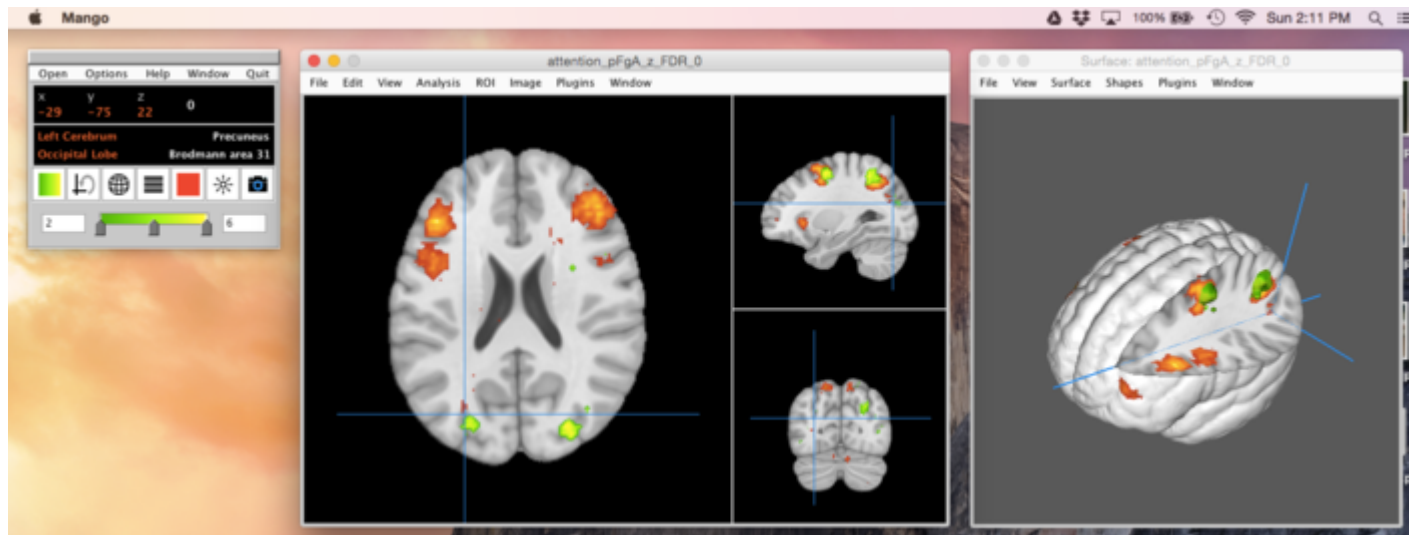 Mango
100% Sun 2:11 PM
Open Options Help Window Quit
x y z
-29 -75 22 0
Left Cerebrum Precuneus
Occipital Lobe Brodmann area 31
2 6
attention_pFgA_z_FDR_0
File Edit View Analysis ROI Image Plugins Window
Surface: attention_pFgA_z_FDR_0
File View Surface Shapes Plugins Window